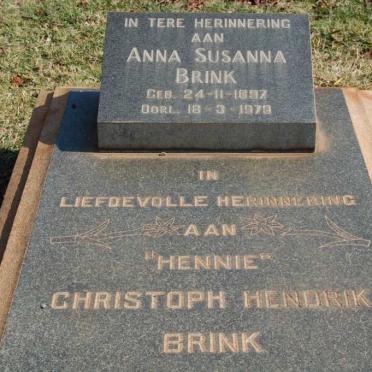 IN TERE HERINNERING
AAN
ANNA SUSANNA
BRINK
GEB. 24-11-1897
OORL. 18-3-1979
IN
LIEFDEVOLLE HERINNERING
AAN
"HENNIE"
CHRISTOPH HENDRIK
BRINK